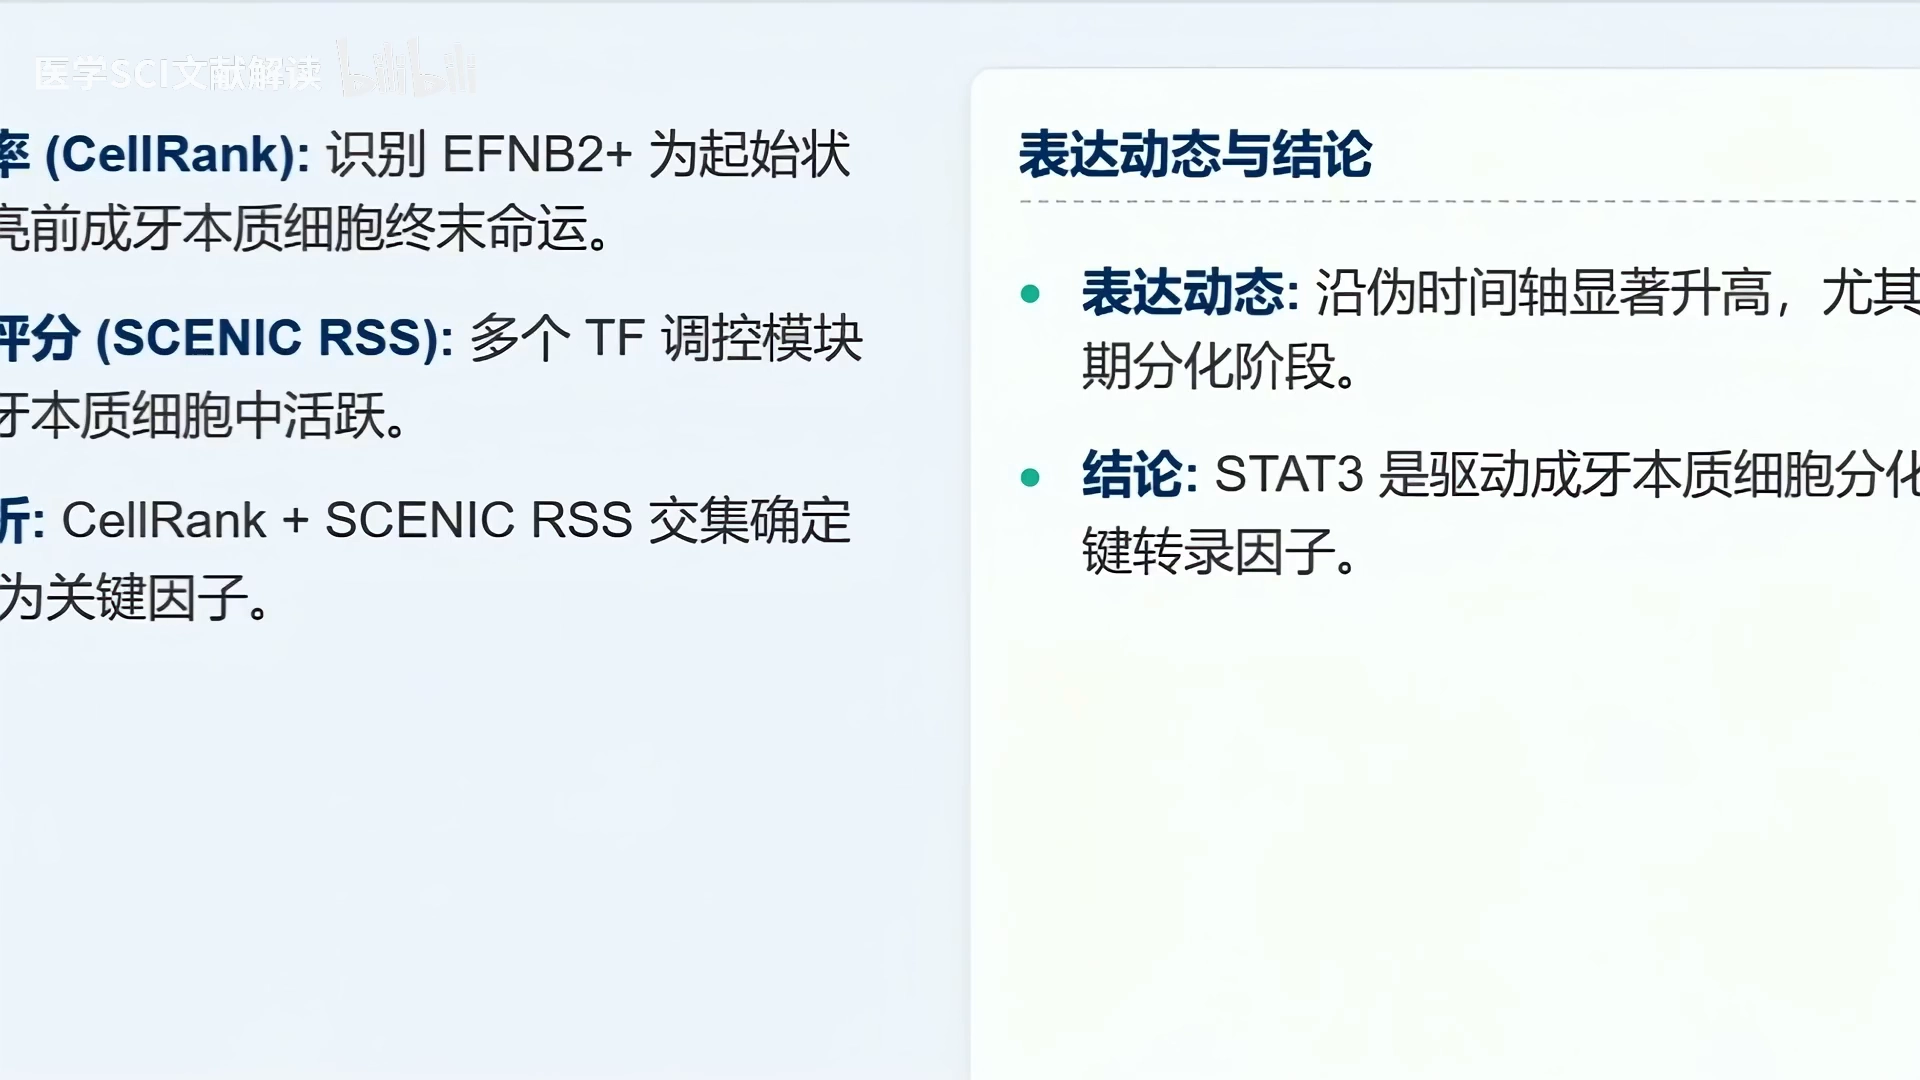 医学SCI文献解读 bilibili
率 (CellRank): 识别 EFNB2+ 为起始状
亮前成牙本质细胞终末命运。
评分 (SCENIC RSS): 多个 TF 调控模块
牙本质细胞中活跃。
析: CellRank + SCENIC RSS 交集确定
为关键因子。
表达动态与结论
• 表达动态: 沿伪时间轴显著升高，尤其
期分化阶段。
• 结论: STAT3 是驱动成牙本质细胞分化
键转录因子。